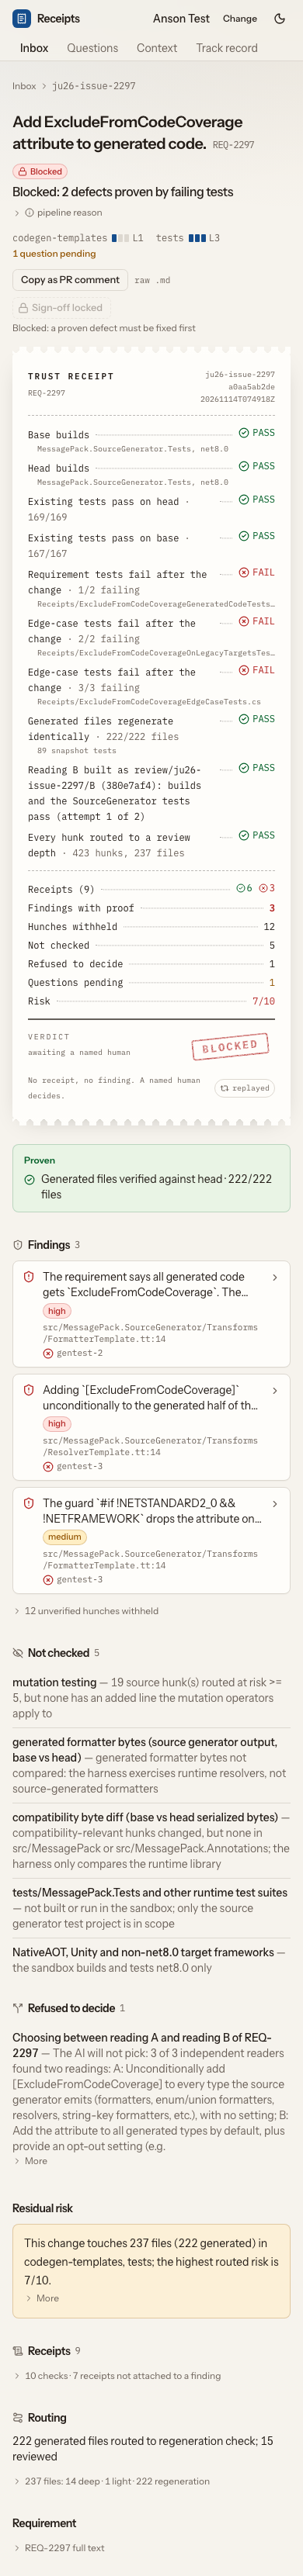 Receipts
Anson Test Change
Inbox Questions Context Track record
Inbox > ju26-issue-2297
Add ExcludeFromCodeCoverage
attribute to generated code. REQ-2297
Blocked
Blocked: 2 defects proven by failing tests
pipeline reason
codegen-templates L1 tests L3
1 question pending
Copy as PR comment raw .md
Sign-off locked
Blocked: a proven defect must be fixed first
TRUST RECEIPT ju26-issue-2297
REQ-2297 a0aa5ab2de
20261114T074918Z
Base builds PASS
MessagePack.SourceGenerator.Tests, net8.0
Head builds PASS
MessagePack.SourceGenerator.Tests, net8.0
Existing tests pass on head · PASS
169/169
Existing tests pass on base · PASS
167/167
Requirement tests fail after the FAIL
change · 1/2 failing
Receipts/ExcludeFromCodeCoverageGeneratedCodeTests…
Edge-case tests fail after the FAIL
change · 2/2 failing
Receipts/ExcludeFromCodeCoverageOnLegacyTargetsTes…
Edge-case tests fail after the FAIL
change · 3/3 failing
Receipts/ExcludeFromCodeCoverageEdgeCaseTests.cs
Generated files regenerate PASS
identically · 222/222 files
89 snapshot tests
Reading B built as review/ju26- PASS
issue-2297/B (380e7af4): builds
and the SourceGenerator tests
pass (attempt 1 of 2)
Every hunk routed to a review PASS
depth · 423 hunks, 237 files
Receipts (9) 6 3
Findings with proof 3
Hunches withheld 12
Not checked 5
Refused to decide 1
Questions pending 1
Risk 7/10
VERDICT
awaiting a named human
BLOCKED
No receipt, no finding. A named human
decides.
replayed
Proven
Generated files verified against head · 222/222
files
Findings 3
The requirement says all generated code
gets `ExcludeFromCodeCoverage`. The…
high
src/MessagePack.SourceGenerator/Transforms
/FormatterTemplate.tt:14
gentest-2
Adding `[ExcludeFromCodeCoverage]`
unconditionally to the generated half of th…
high
src/MessagePack.SourceGenerator/Transforms
/ResolverTemplate.tt:14
gentest-3
The guard `#if !NETSTANDARD2_0 &&
!NETFRAMEWORK` drops the attribute on…
medium
src/MessagePack.SourceGenerator/Transforms
/FormatterTemplate.tt:14
gentest-3
12 unverified hunches withheld
Not checked 5
mutation testing — 19 source hunk(s) routed at risk >=
5, but none has an added line the mutation operators
apply to
generated formatter bytes (source generator output,
base vs head) — generated formatter bytes not
compared: the harness exercises runtime resolvers, not
source-generated formatters
compatibility byte diff (base vs head serialized bytes) —
compatibility-relevant hunks changed, but none in
src/MessagePack or src/MessagePack.Annotations; the
harness only compares the runtime library
tests/MessagePack.Tests and other runtime test suites
— not built or run in the sandbox; only the source
generator test project is in scope
NativeAOT, Unity and non-net8.0 target frameworks —
the sandbox builds and tests net8.0 only
Refused to decide 1
Choosing between reading A and reading B of REQ-
2297 — The AI will not pick: 3 of 3 independent readers
found two readings: A: Unconditionally add
[ExcludeFromCodeCoverage] to every type the source
generator emits (formatters, enum/union formatters,
resolvers, string-key formatters, etc.), with no setting; B:
Add the attribute to all generated types by default, plus
provide an opt-out setting (e.g.
More
Residual risk
This change touches 237 files (222 generated) in
codegen-templates, tests; the highest routed risk is
7/10.
More
Receipts 9
10 checks · 7 receipts not attached to a finding
Routing
222 generated files routed to regeneration check; 15
reviewed
237 files: 14 deep · 1 light · 222 regeneration
Requirement
REQ-2297 full text